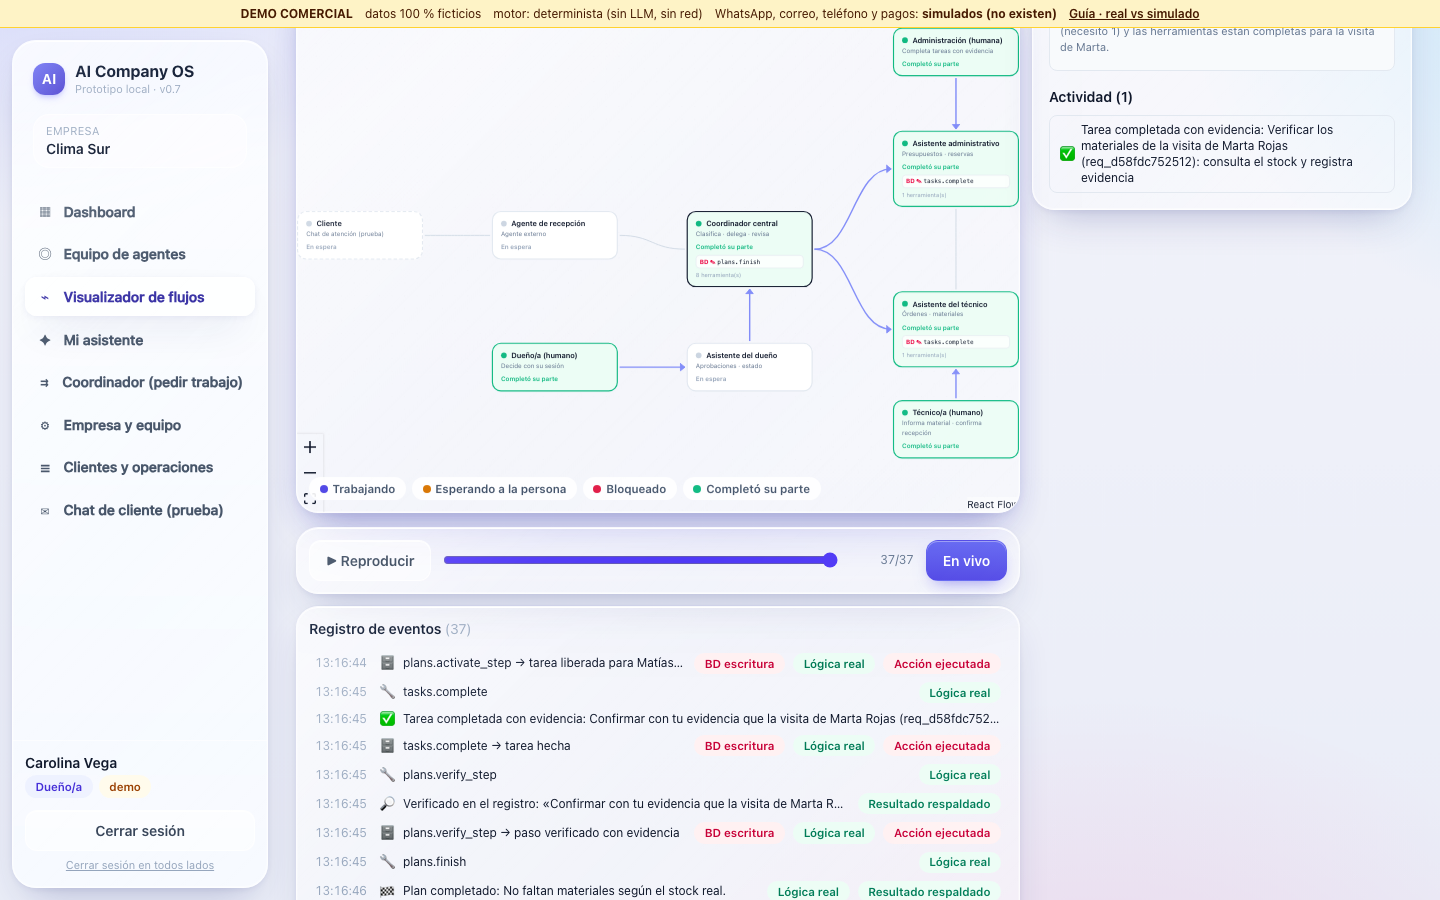 DEMO COMERCIAL datos 100 % ficticios motor: determinista (sin LLM, sin red) WhatsApp, correo, teléfono y pagos: simulados (no existen) Guía · real vs simulado
AI
AI Company OS
Prototipo local · v0.7
EMPRESA
Clima Sur
Dashboard
Equipo de agentes
Visualizador de flujos
Mi asistente
Coordinador (pedir trabajo)
Empresa y equipo
Clientes y operaciones
Chat de cliente (prueba)
Carolina Vega
Dueño/a demo
Cerrar sesión
Cerrar sesión en todos lados
Administración (humana)
Completa tareas con evidencia
Completó su parte
Asistente administrativo
Presupuestos · reservas
Completó su parte
BD ✎ tasks.complete
1 herramienta(s)
Cliente
Chat de atención (prueba)
En espera
Agente de recepción
Agente externo
En espera
Coordinador central
Clasifica · delega · revisa
Completó su parte
BD ✎ plans.finish
8 herramienta(s)
Asistente del técnico
Órdenes · materiales
Completó su parte
BD ✎ tasks.complete
1 herramienta(s)
Dueño/a (humano)
Decide con su sesión
Completó su parte
Asistente del dueño
Aprobaciones · estado
En espera
Técnico/a (humano)
Informa material · confirma
recepción
Completó su parte
Trabajando Esperando a la persona Bloqueado Completó su parte
React Flow
Reproducir 37/37 En vivo
Registro de eventos (37)
13:16:44 plans.activate_step → tarea liberada para Matías... BD escritura Lógica real Acción ejecutada
13:16:45 tasks.complete Lógica real
13:16:45 Tarea completada con evidencia: Confirmar con tu evidencia que la visita de Marta Rojas (req_d58fdc752...
13:16:45 tasks.complete → tarea hecha BD escritura Lógica real Acción ejecutada
13:16:45 plans.verify_step Lógica real
13:16:45 Verificado en el registro: «Confirmar con tu evidencia que la visita de Marta R... Resultado respaldado
13:16:45 plans.verify_step → paso verificado con evidencia BD escritura Lógica real Acción ejecutada
13:16:45 plans.finish Lógica real
13:16:46 Plan completado: No faltan materiales según el stock real. Lógica real Resultado respaldado
(necesito 1) y las herramientas están completas para la visita
de Marta.
Actividad (1)
Tarea completada con evidencia: Verificar los
materiales de la visita de Marta Rojas
(req_d58fdc752512): consulta el stock y registra
evidencia